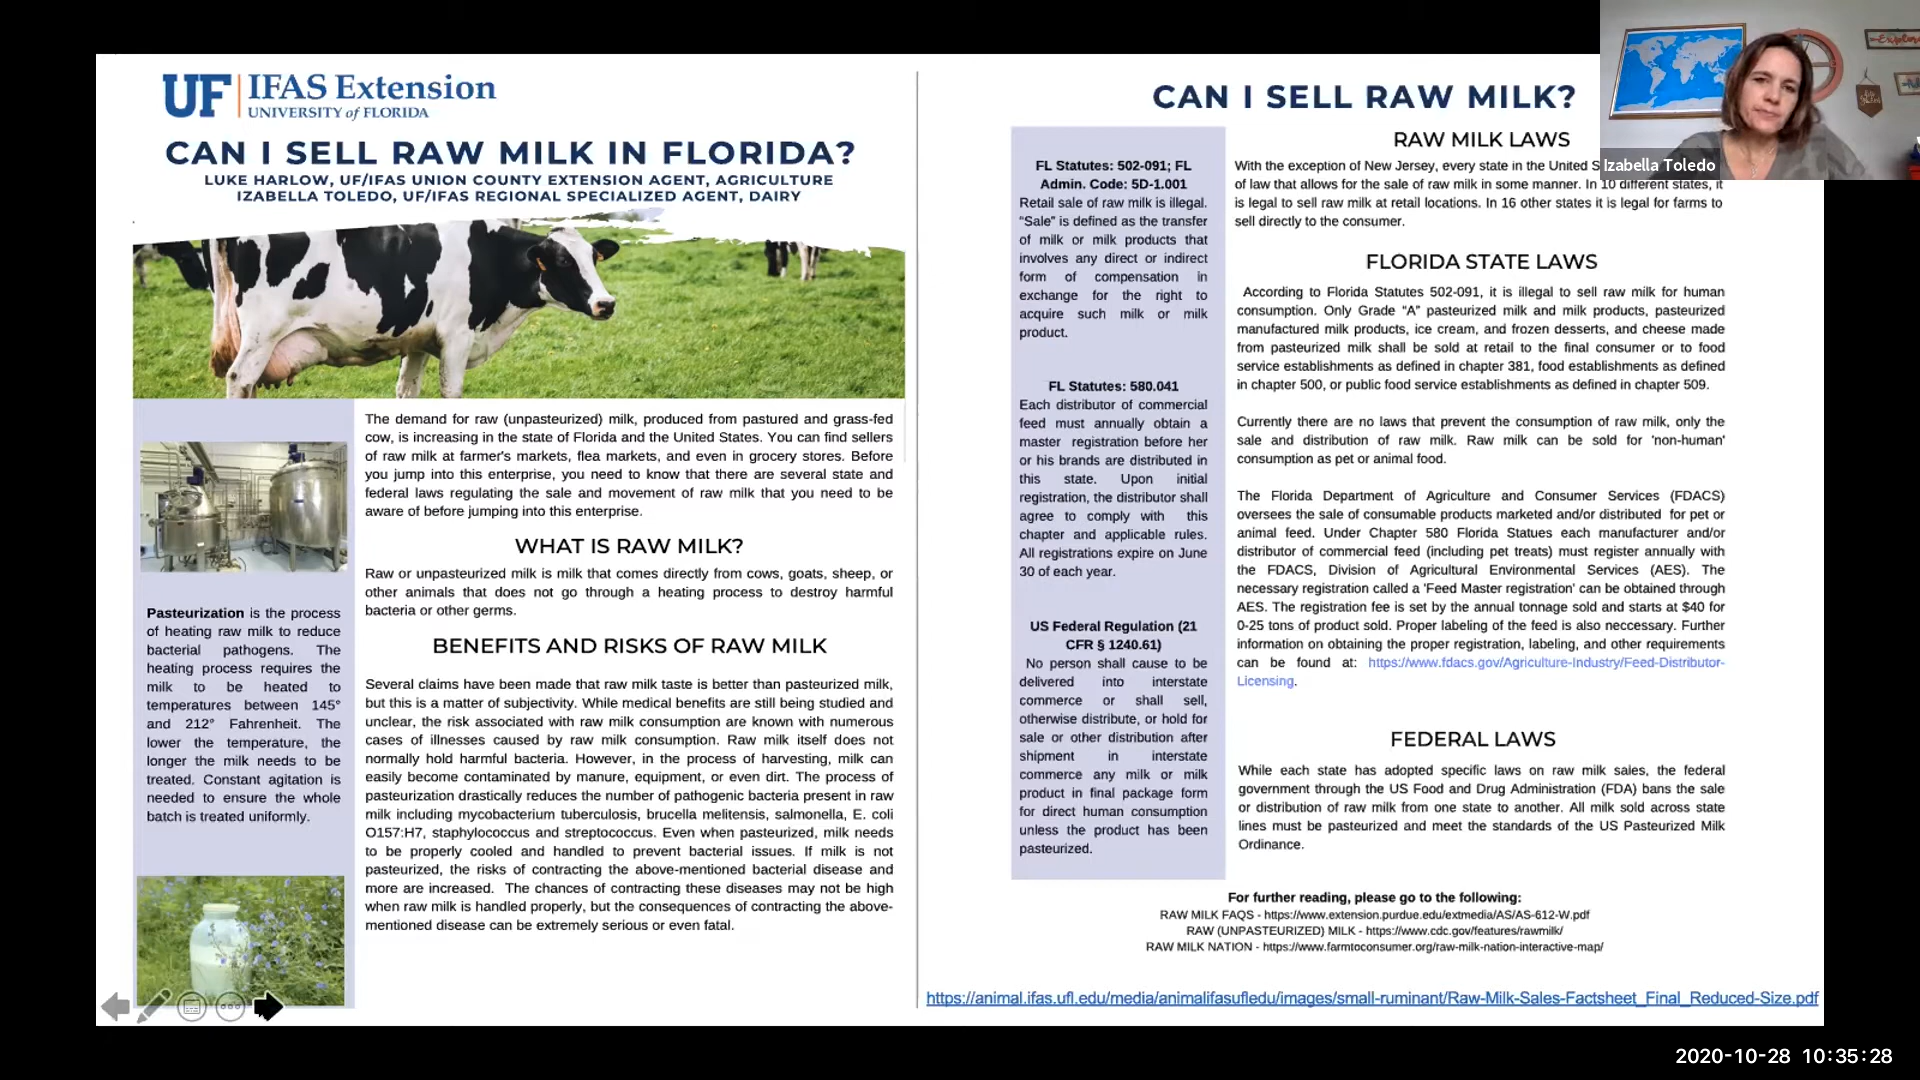 UF IFAS Extension
UNIVERSITY of FLORIDA
CAN I SELL RAW MILK IN FLORIDA?
LUKE HARLOW, UF/IFAS UNION COUNTY EXTENSION AGENT, AGRICULTURE
IZABELLA TOLEDO, UF/IFAS REGIONAL SPECIALIZED AGENT, DAIRY
Pasteurization is the process
of heating raw milk to reduce
bacterial pathogens. The
heating process requires the
milk to be heated to
temperatures between 145°
and 212° Fahrenheit. The
lower the temperature, the
longer the milk needs to be
treated. Constant agitation is
needed to ensure the whole
batch is treated uniformly.
The demand for raw (unpasteurized) milk, produced from pastured and grass-fed
cow, is increasing in the state of Florida and the United States. You can find sellers
of raw milk at farmer's markets, flea markets, and even in grocery stores. Before
you jump into this enterprise, you need to know that there are several state and
federal laws regulating the sale and movement of raw milk that you need to be
aware of before jumping into this enterprise.
WHAT IS RAW MILK?
Raw or unpasteurized milk is milk that comes directly from cows, goats, sheep, or
other animals that does not go through a heating process to destroy harmful
bacteria or other germs.
BENEFITS AND RISKS OF RAW MILK
Several claims have been made that raw milk taste is better than pasteurized milk,
but this is a matter of subjectivity. While medical benefits are still being studied and
unclear, the risk associated with raw milk consumption are known with numerous
cases of illnesses caused by raw milk consumption. Raw milk itself does not
normally hold harmful bacteria. However, in the process of harvesting, milk can
easily become contaminated by manure, equipment, or even dirt. The process of
pasteurization drastically reduces the number of pathogenic bacteria present in raw
milk including mycobacterium tuberculosis, brucella melitensis, salmonella, E. coli
O157:H7, staphylococcus and streptococcus. Even when pasteurized, milk needs
to be properly cooled and handled to prevent bacterial issues. If milk is not
pasteurized, the risks of contracting the above-mentioned bacterial disease and
more are increased. The chances of contracting these diseases may not be high
when raw milk is handled properly, but the consequences of contracting the above-
mentioned disease can be extremely serious or even fatal.
CAN I SELL RAW MILK?
FL Statutes: 502-091; FL
Admin. Code: 5D-1.001
Retail sale of raw milk is illegal.
“Sale” is defined as the transfer
of milk or milk products that
involves any direct or indirect
form of compensation in
exchange for the right to
acquire such milk or milk
product.
FL Statutes: 580.041
Each distributor of commercial
feed must annually obtain a
master registration before her
or his brands are distributed in
this state. Upon initial
registration, the distributor shall
agree to comply with this
chapter and applicable rules.
All registrations expire on June
30 of each year.
US Federal Regulation (21
CFR § 1240.61)
No person shall cause to be
delivered into interstate
commerce or shall sell,
otherwise distribute, or hold for
sale or other distribution after
shipment in interstate
commerce any milk or milk
product in final package form
for direct human consumption
unless the product has been
pasteurized.
RAW MILK LAWS
With the exception of New Jersey, every state in the United S
of law that allows for the sale of raw milk in some manner. In 10 different states, it
is legal to sell raw milk at retail locations. In 16 other states it is legal for farms to
sell directly to the consumer.
FLORIDA STATE LAWS
According to Florida Statutes 502-091, it is illegal to sell raw milk for human
consumption. Only Grade “A” pasteurized milk and milk products, pasteurized
manufactured milk products, ice cream, and frozen desserts, and cheese made
from pasteurized milk shall be sold at retail to the final consumer or to food
service establishments as defined in chapter 381, food establishments as defined
in chapter 500, or public food service establishments as defined in chapter 509.
Currently there are no laws that prevent the consumption of raw milk, only the
sale and distribution of raw milk. Raw milk can be sold for 'non-human'
consumption as pet or animal food.
The Florida Department of Agriculture and Consumer Services (FDACS)
oversees the sale of consumable products marketed and/or distributed for pet or
animal feed. Under Chapter 580 Florida Statues each manufacturer and/or
distributor of commercial feed (including pet treats) must register annually with
the FDACS, Division of Agricultural Environmental Services (AES). The
necessary registration called a 'Feed Master registration' can be obtained through
AES. The registration fee is set by the annual tonnage sold and starts at $40 for
0-25 tons of product sold. Proper labeling of the feed is also neccessary. Further
information on obtaining the proper registration, labeling, and other requirements
can be found at: https://www.fdacs.gov/Agriculture-Industry/Feed-Distributor-
Licensing.
FEDERAL LAWS
While each state has adopted specific laws on raw milk sales, the federal
government through the US Food and Drug Administration (FDA) bans the sale
or distribution of raw milk from one state to another. All milk sold across state
lines must be pasteurized and meet the standards of the US Pasteurized Milk
Ordinance.
For further reading, please go to the following:
RAW MILK FAQS - https://www.extension.purdue.edu/extmedia/AS/AS-612-W.pdf
RAW (UNPASTEURIZED) MILK - https://www.cdc.gov/features/rawmilk/
RAW MILK NATION - https://www.farmtoconsumer.org/raw-milk-nation-interactive-map/
https://animal.ifas.ufl.edu/media/animalifasufledu/images/small-ruminant/Raw-Milk-Sales-Factsheet_Final_Reduced-Size.pdf
Izabella Toledo
2020-10-28 10:35:28